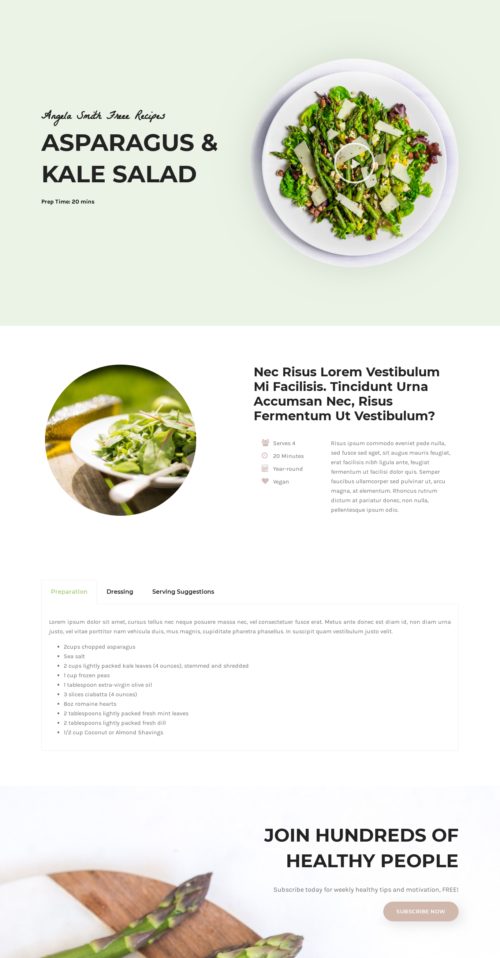 Angela Smith Freee Recipes
ASPARAGUS &
KALE SALAD
Prep Time: 20 mins
Nec Risus Lorem Vestibulum
Mi Facilisis. Tincidunt Urna
Accumsan Nec, Risus
Fermentum Ut Vestibulum?
Serves 4
20 Minutes
Year-round
Vegan
Risus ipsum commodo eveniet pede nulla,
sed fusce sed eget, sit augue mauris feugiat,
erat facilisis nibh ligula ante, feugiat
fermentum ut facilisi dolor quis. Semper
faucibus ullamcorper sed pulvinar ut, arcu
magna, at elementum. Rhoncus rutrum
dictum at pariatur donec, non nulla,
pellentesque ipsum odio.
Preparation
Dressing
Serving Suggestions
Lorem ipsum dolor sit amet, cursus tellus nec neque posuere massa nec, vel consectetuer fusce erat. Metus ante donec est diam id, non diam urna
justo, vel vitae porttitor nam vehicula duis, mus magnis, cupiditate pharetra phasellus. In suscipit quam vestibulum justo velit.
2cups chopped asparagus
Sea salt
2 cups lightly packed kale leaves (4 ounces); stemmed and shredded
1 cup frozen peas
1 tablespoon extra-virgin olive oil
3 slices ciabatta (4 ounces)
8oz romaine hearts
2 tablespoons lightly packed fresh mint leaves
2 tablespoons lightly packed fresh dill
1/2 cup Coconut or Almond Shavings
JOIN HUNDREDS OF
HEALTHY PEOPLE
Subscribe today for weekly healthy tips and motivation, FREE!
SUBSCRIBE NOW